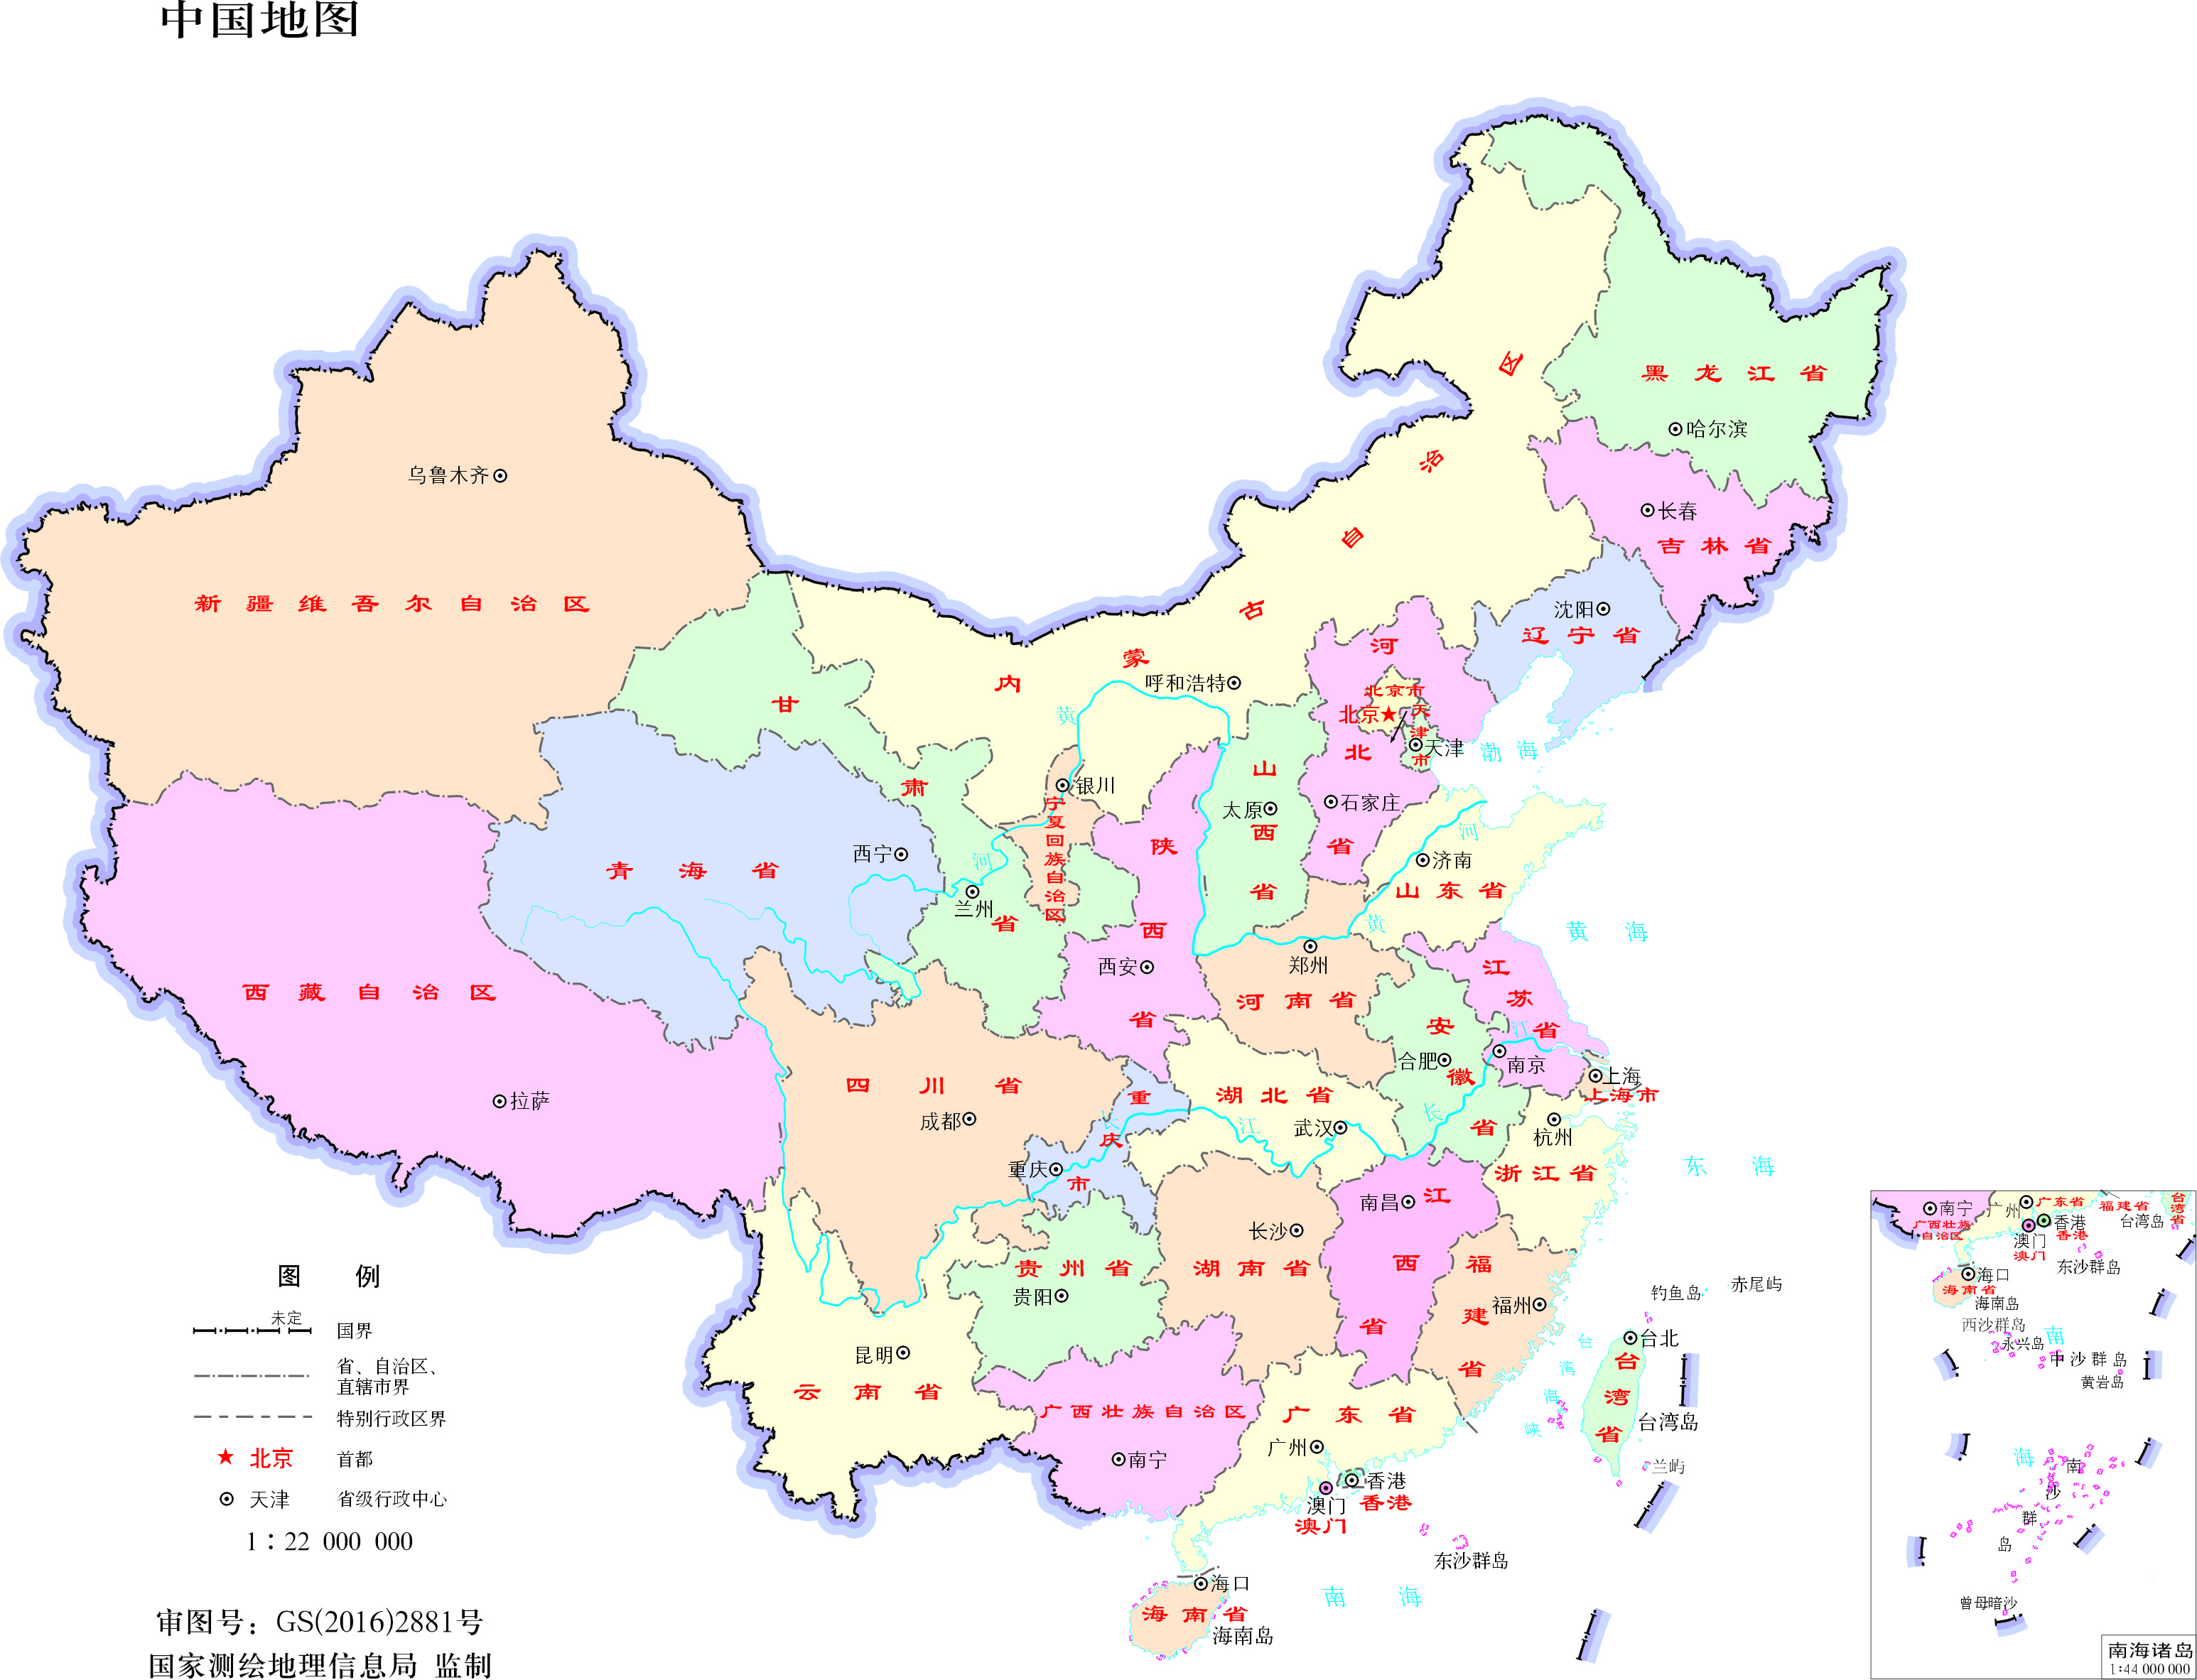 中国地图
黑龙江省
哈尔滨
长春
吉林省
沈阳
辽宁省
内蒙古自治区
呼和浩特
乌鲁木齐
新疆维吾尔自治区
甘肃省
兰州
青海省
西宁
银川
宁夏回族自治区
河北省
石家庄
北京市
北京
天津市
天津
山西省
太原
陕西省
西安
山东省
济南
河南省
郑州
江苏省
南京
安徽省
合肥
上海
上海市
杭州
浙江省
湖北省
武汉
四川省
成都
重庆市
重庆
西藏自治区
拉萨
湖南省
长沙
江西省
南昌
福建省
福州
贵州省
贵阳
云南省
昆明
广西壮族自治区
南宁
广东省
广州
香港
香港
澳门
澳门
海口
海南省
海南岛
台北
台湾省
台湾岛
钓鱼岛
赤尾屿
兰屿
东沙群岛
黄河
黄河
长江
长江
渤海
黄海
东海
南海
台湾海峡
图例
未定
国界
省、自治区、
直辖市界
特别行政区界
北京 首都
天津 省级行政中心
1：22 000 000
审图号：GS(2016)2881号
国家测绘地理信息局 监制
南宁
广西壮族
自治区
广州
广东省
福建省
台湾省
台湾岛
香港
香港
澳门
澳门
东沙群岛
海口
海南省
海南岛
西沙群岛
永兴岛
中沙群岛
黄岩岛
南海
南沙群岛
曾母暗沙
南海诸岛
1:44 000 000